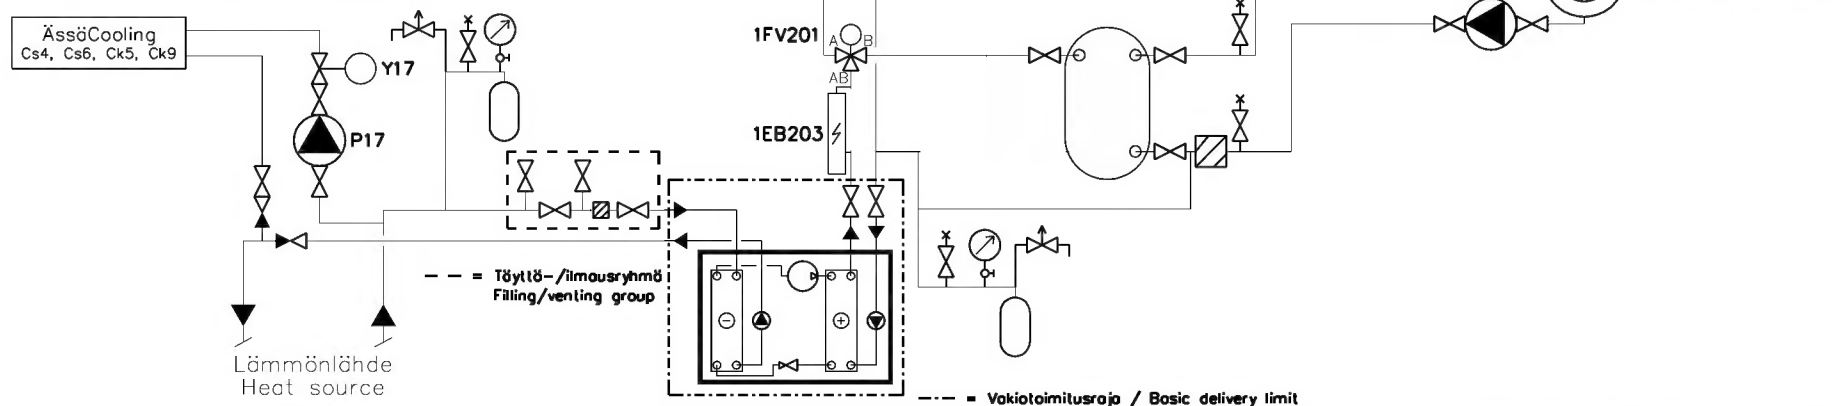 ÄssäCooling
Cs4, Cs6, Ck5, Ck9
Y17
P17
1FV201
A
B
AB
1EB203
= Täyttö-/ilmausryhmä
Filling/venting group
Lämmönlähde
Heat source
= Vakiotoimitusraja / Basic delivery limit